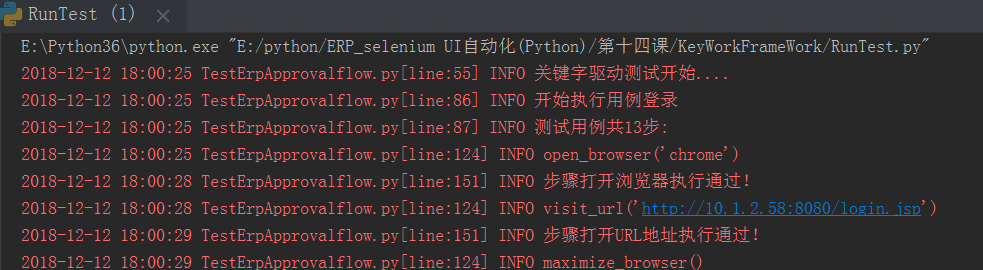 RunTest (1)
E:\Python36\python.exe "E:/python/ERP_selenium UI自动化(Python)/第十四课/KeyWorkFrameWork/RunTest.py"
2018-12-12 18:00:25 TestErpApprovalflow.py[line:55] INFO 关键字驱动测试开始....
2018-12-12 18:00:25 TestErpApprovalflow.py[line:86] INFO 开始执行用例登录
2018-12-12 18:00:25 TestErpApprovalflow.py[line:87] INFO 测试用例共13步:
2018-12-12 18:00:25 TestErpApprovalflow.py[line:124] INFO open_browser('chrome')
2018-12-12 18:00:28 TestErpApprovalflow.py[line:151] INFO 步骤打开浏览器执行通过!
2018-12-12 18:00:28 TestErpApprovalflow.py[line:124] INFO visit_url('http://10.1.2.58:8080/login.jsp')
2018-12-12 18:00:29 TestErpApprovalflow.py[line:151] INFO 步骤打开URL地址执行通过!
2018-12-12 18:00:29 TestErpApprovalflow.py[line:124] INFO maximize_browser()